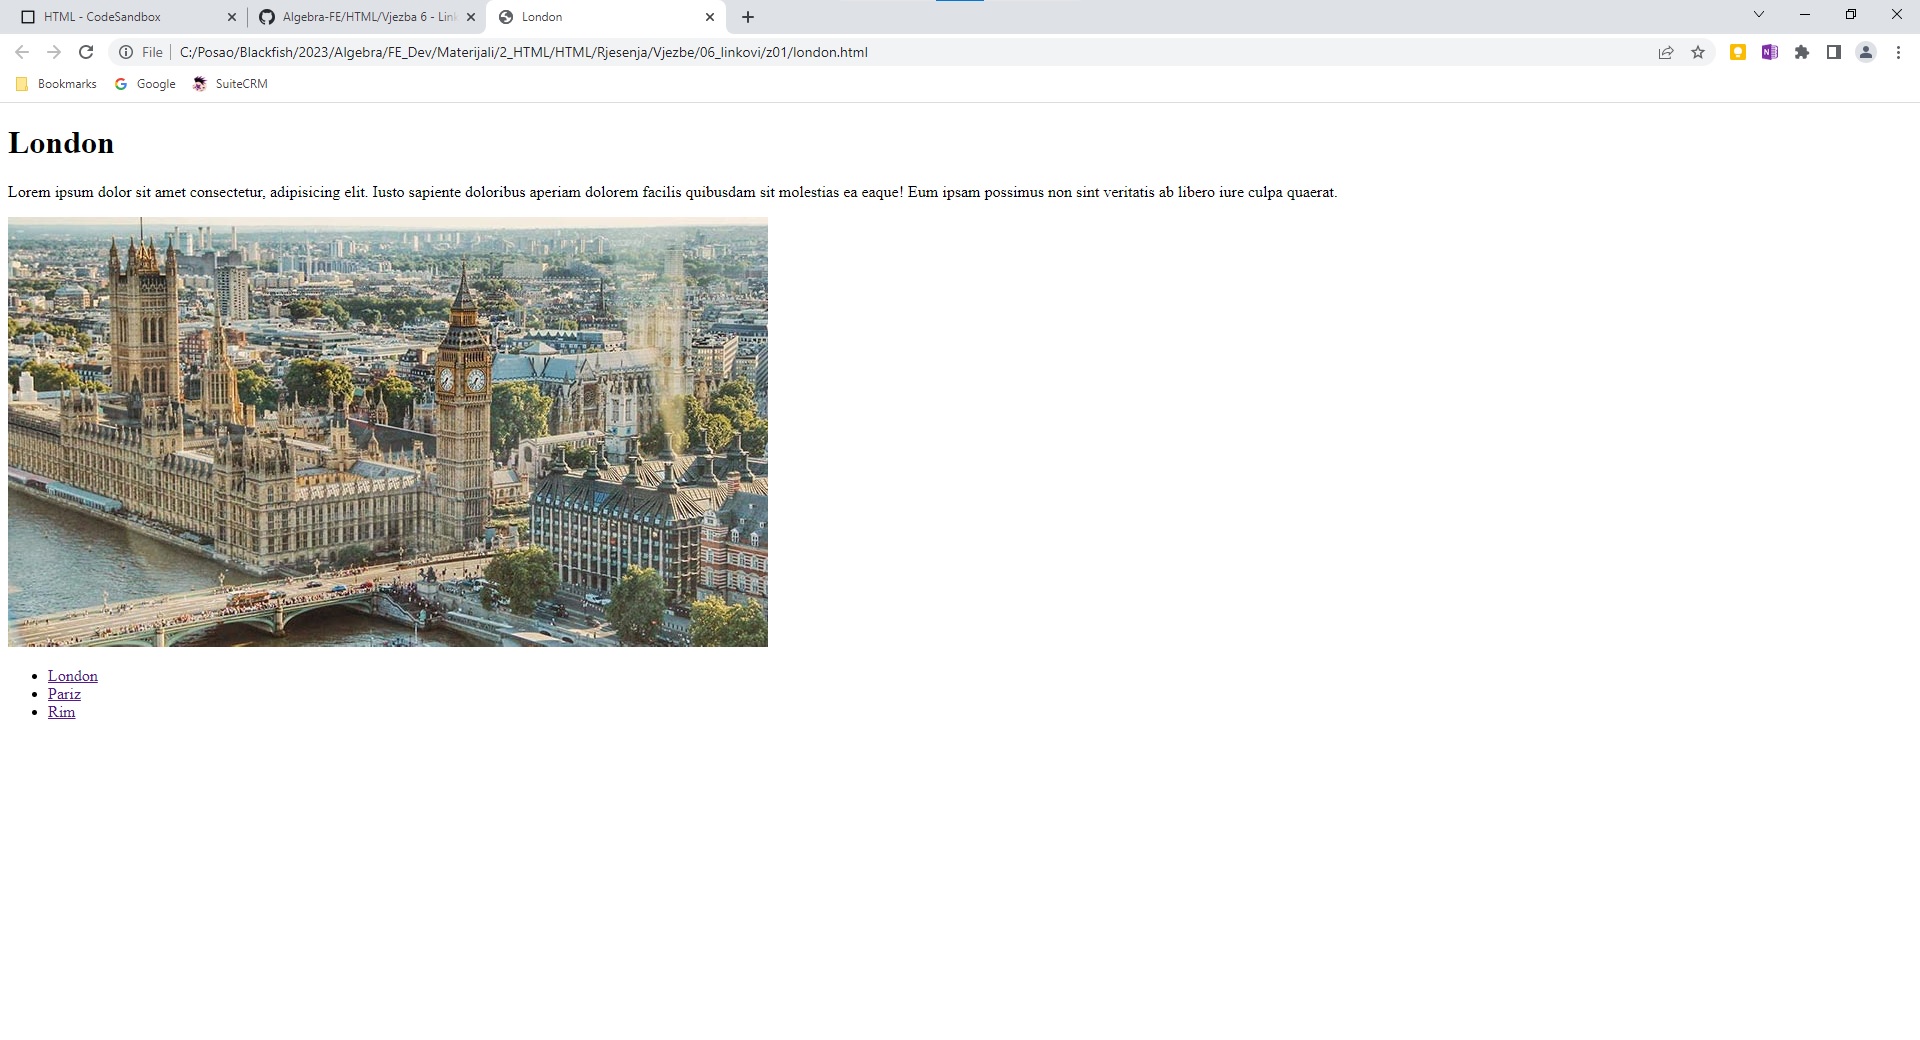 HTML - CodeSandbox
Algebra-FE/HTML/Vjezba 6 - Link
London
File
C:/Posao/Blackfish/2023/Algebra/FE_Dev/Materijali/2_HTML/HTML/Rjesenja/Vjezbe/06_linkovi/z01/london.html
Bookmarks
Google
SuiteCRM
London
Lorem ipsum dolor sit amet consectetur, adipisicing elit. Iusto sapiente doloribus aperiam dolorem facilis quibusdam sit molestias ea eaque! Eum ipsam possimus non sint veritatis ab libero iure culpa quaerat.
London
Pariz
Rim